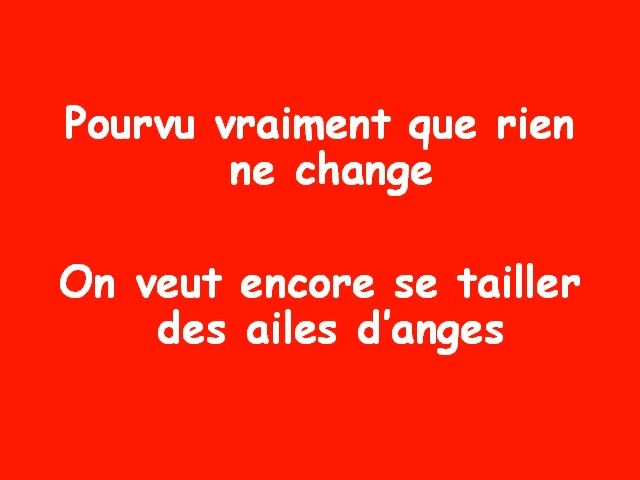 Pourvu vraiment que rien
ne change
On veut encore se tailler
des ailes d'anges